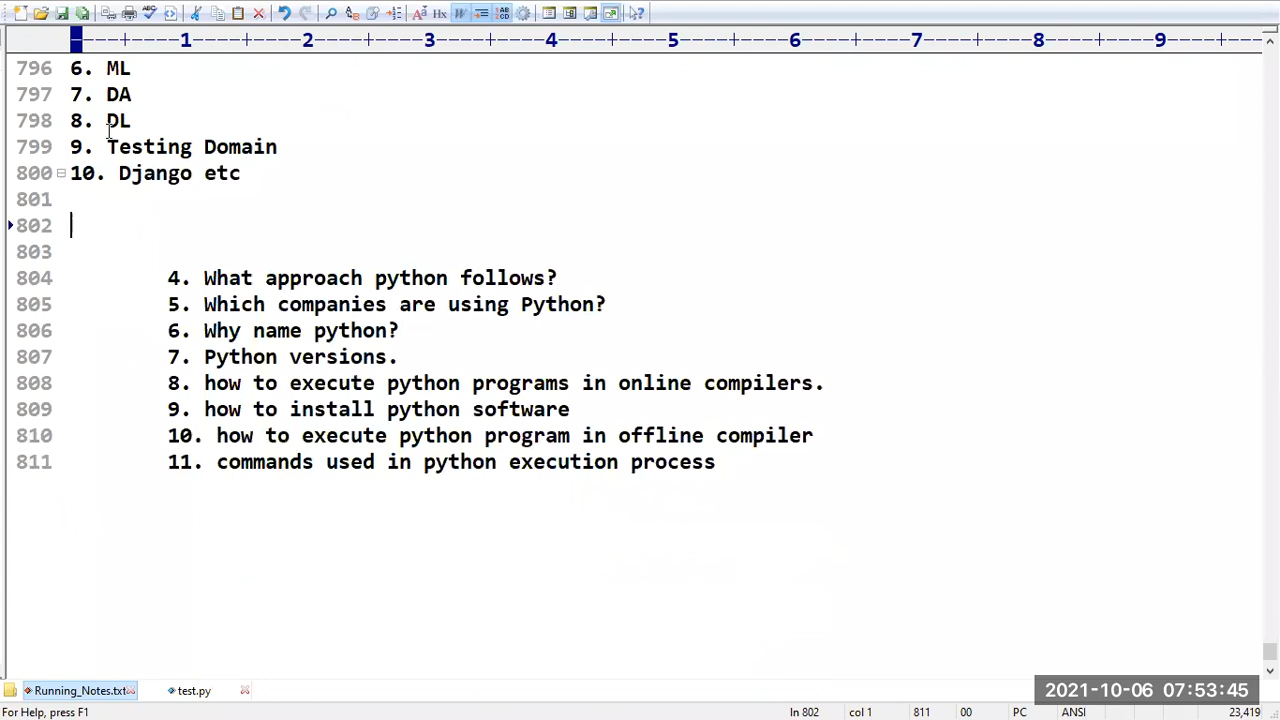 1 2 3 4 5 6 7 8 9
796 6. ML
797 7. DA
798 8. DL
799 9. Testing Domain
800 10. Django etc
801
802
803
804 4. What approach python follows?
805 5. Which companies are using Python?
806 6. Why name python?
807 7. Python versions.
808 8. how to execute python programs in online compilers.
809 9. how to install python software
810 10. how to execute python program in offline compiler
811 11. commands used in python execution process
Running_Notes.txt test.py
2021-10-06 07:53:45
For Help, press F1 ln 802 col 1 811 00 PC ANSI 23,419